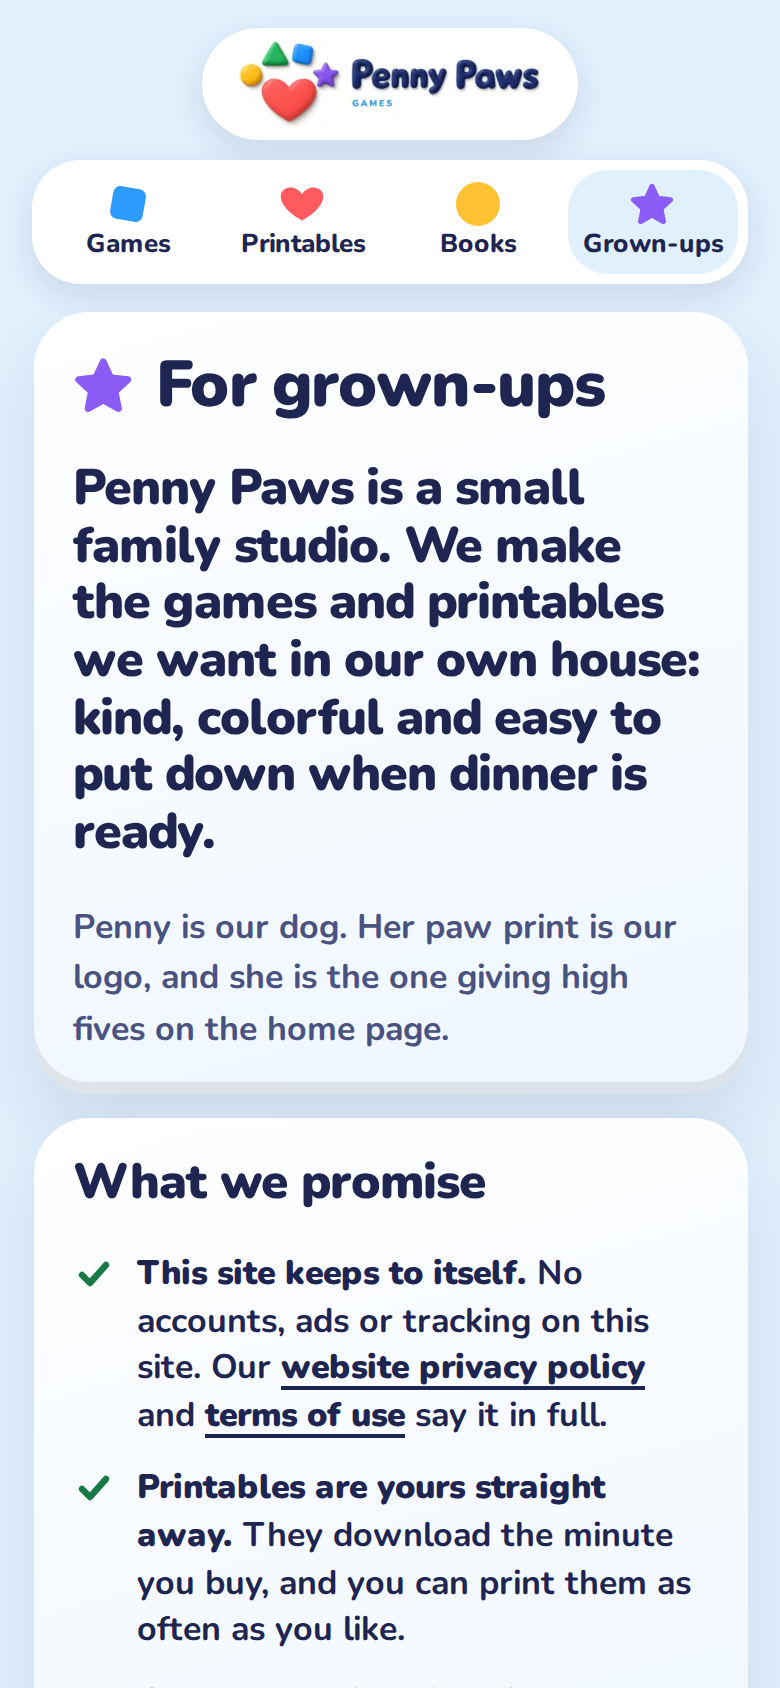 Penny Paws
GAMES
Games
Printables
Books
Grown-ups
For grown-ups
Penny Paws is a small
family studio. We make
the games and printables
we want in our own house:
kind, colorful and easy to
put down when dinner is
ready.
Penny is our dog. Her paw print is our
logo, and she is the one giving high
fives on the home page.
What we promise
This site keeps to itself. No
accounts, ads or tracking on this
site. Our website privacy policy
and terms of use say it in full.
Printables are yours straight
away. They download the minute
you buy, and you can print them as
often as you like.